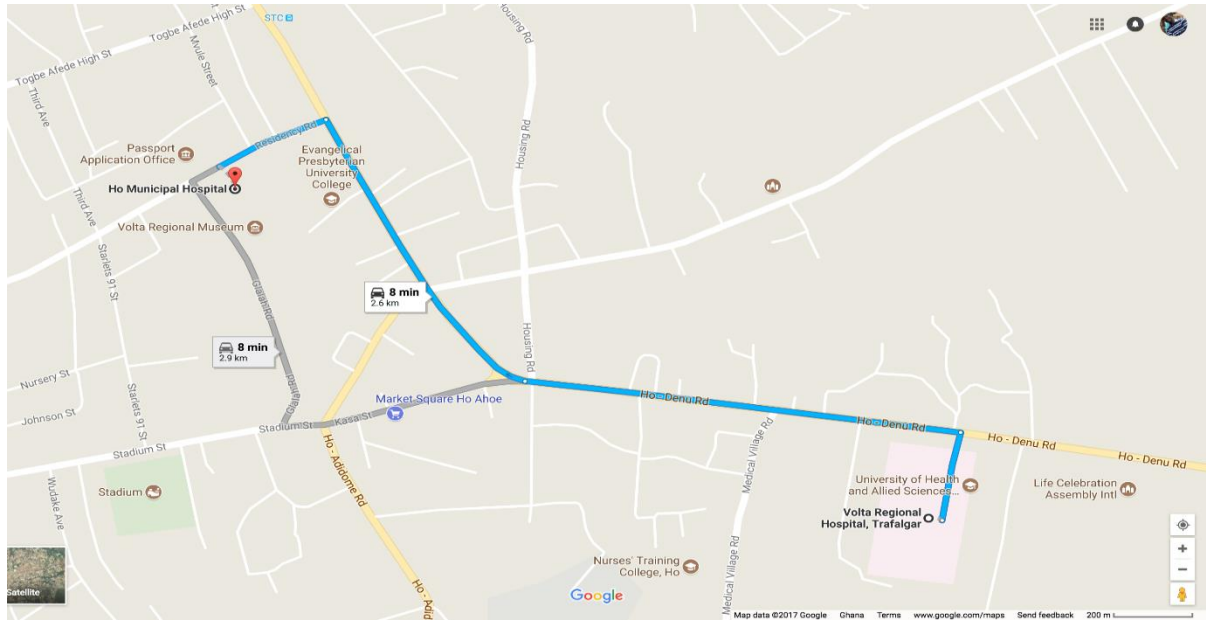 STC
Togbe Afede High St
Togbe Afede High St
Mvule Street
Third Ave
Housing Rd
Residency Rd
Passport
Application Office
Evangelical
Presbyterian
University
College
Housing Rd
Ho Municipal Hospital
Third Ave
Volta Regional Museum
Starlets 91 St
Glalah Rd
8 min
2.6 km
8 min
2.9 km
Housing Rd
Nursery St
Johnson St
Starlets 91 St
Market Square Ho Ahoe
Ho - Denu Rd
Stadium St
Kasa St
Ho - Denu Rd
Ho - Denu Rd
Stadium St
Ho - Adidome Rd
Medical Village Rd
Ho - Denu Rd
Stadium
Wudake Ave
University of Health
and Allied Sciences...
Life Celebration
Assembly Intl
Volta Regional
Hospital, Trafalgar
Medical Village Rd
Nurses' Training
College, Ho
Satellite
Google
Map data ©2017 Google Ghana Terms www.google.com/maps Send feedback 200 m